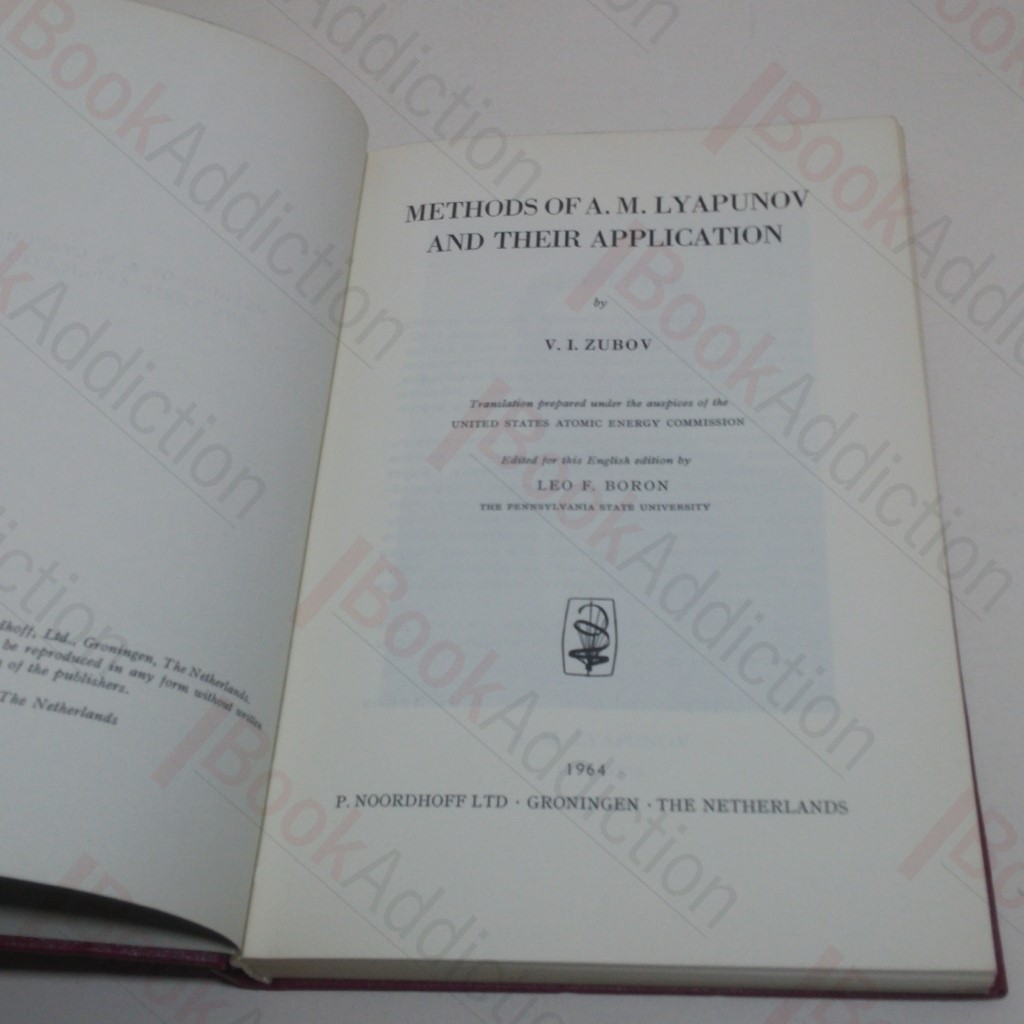 dhoff, Ltd., Groningen, The Netherlands.
be reproduced in any form without written
of the publishers.
The Netherlands
METHODS OF A. M. LYAPUNOV
AND THEIR APPLICATION
by
V. I. ZUBOV
Translation prepared under the auspices of the
UNITED STATES ATOMIC ENERGY COMMISSION
Edited for this English edition by
LEO F. BORON
THE PENNSYLVANIA STATE UNIVERSITY
1964
P. NOORDHOFF LTD · GRONINGEN · THE NETHERLANDS
BookAddiction